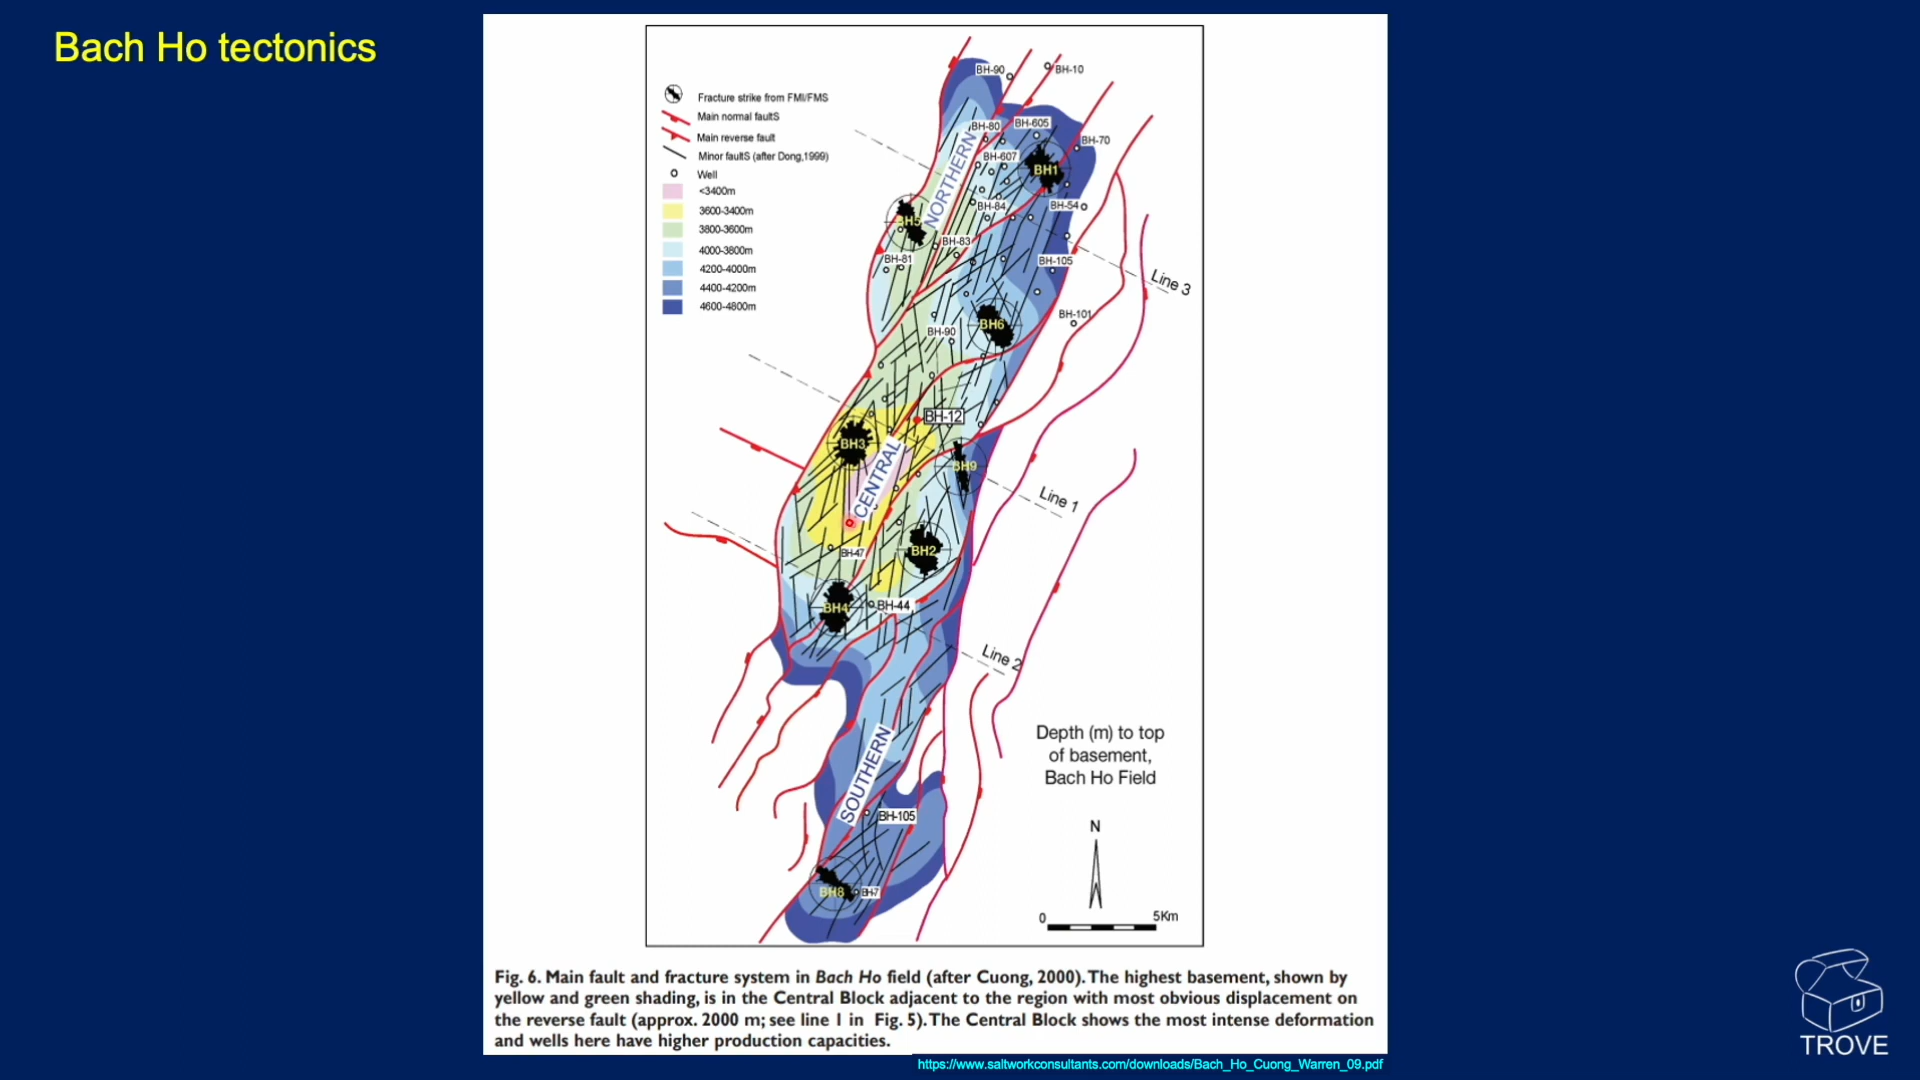 Bach Ho tectonics
Fracture strike from FMI/FMS
Main normal faultS
Main reverse fault
Minor faultS (after Dong,1999)
Well
<3400m
3600-3400m
3800-3600m
4000-3800m
4200-4000m
4400-4200m
4600-4800m
BH-90
BH-10
BH-80
BH-605
BH-70
BH-607
BH1
NORTHERN
BH-84
BH-54
BH5
BH-83
BH-81
BH-105
Line 3
BH-101
BH6
BH-90
BH-12
BH3
CENTRAL
BH9
Line 1
BH-47
BH2
BH4
BH-44
Line 2
SOUTHERN
Depth (m) to top
of basement,
Bach Ho Field
BH-105
N
BH8
BH-7
0
5Km
Fig. 6. Main fault and fracture system in Bach Ho field (after Cuong, 2000). The highest basement, shown by
yellow and green shading, is in the Central Block adjacent to the region with most obvious displacement on
the reverse fault (approx. 2000 m; see line 1 in Fig. 5). The Central Block shows the most intense deformation
and wells here have higher production capacities.
https://www.saltworkconsultants.com/downloads/Bach_Ho_Cuong_Warren_09.pdf
TROVE